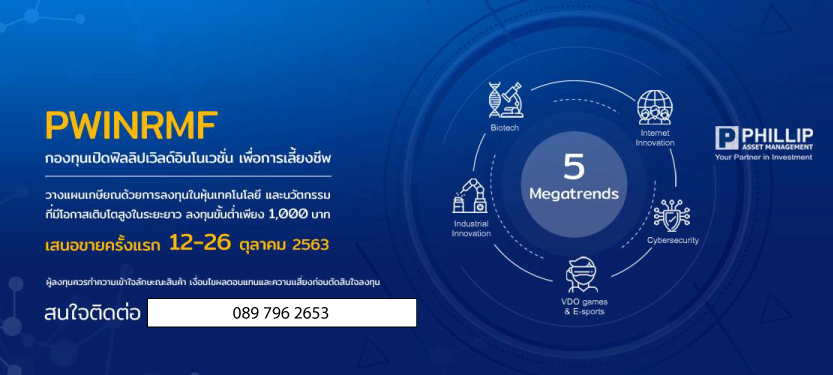 PWINRMF
กองทุนเปิดฟิลลิปเวิลด์อินโนเวชั่น เพื่อการเลี้ยงชีพ
วางแผนเกษียณด้วยการลงทุนในหุ้นเทคโนโลยี และนวัตกรรม
ที่มีโอกาสเติบโตสูงในระยะยาว ลงทุนขั้นต่ำเพียง 1,000 บาท
เสนอขายครั้งแรก 12-26 ตุลาคม 2563
ผู้ลงทุนควรทำความเข้าใจลักษณะสินค้า เงื่อนไขผลตอบแทนและความเสี่ยงก่อนตัดสินใจลงทุน
สนใจติดต่อ 089 796 2653
Biotech
Internet
Innovation
5
Megatrends
Industrial
Innovation
Cybersecurity
VDO games
& E-sports
PHILLIP
ASSET MANAGEMENT
Your Partner in Investment